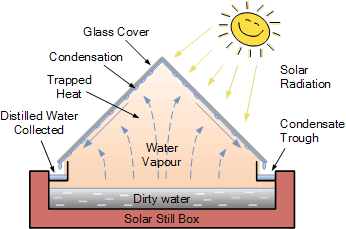 Glass Cover
Condensation
Trapped
Heat
Solar
Radiation
Distilled Water
Collected
Condensate
Trough
Water
Vapour
Dirty water
Solar Still Box